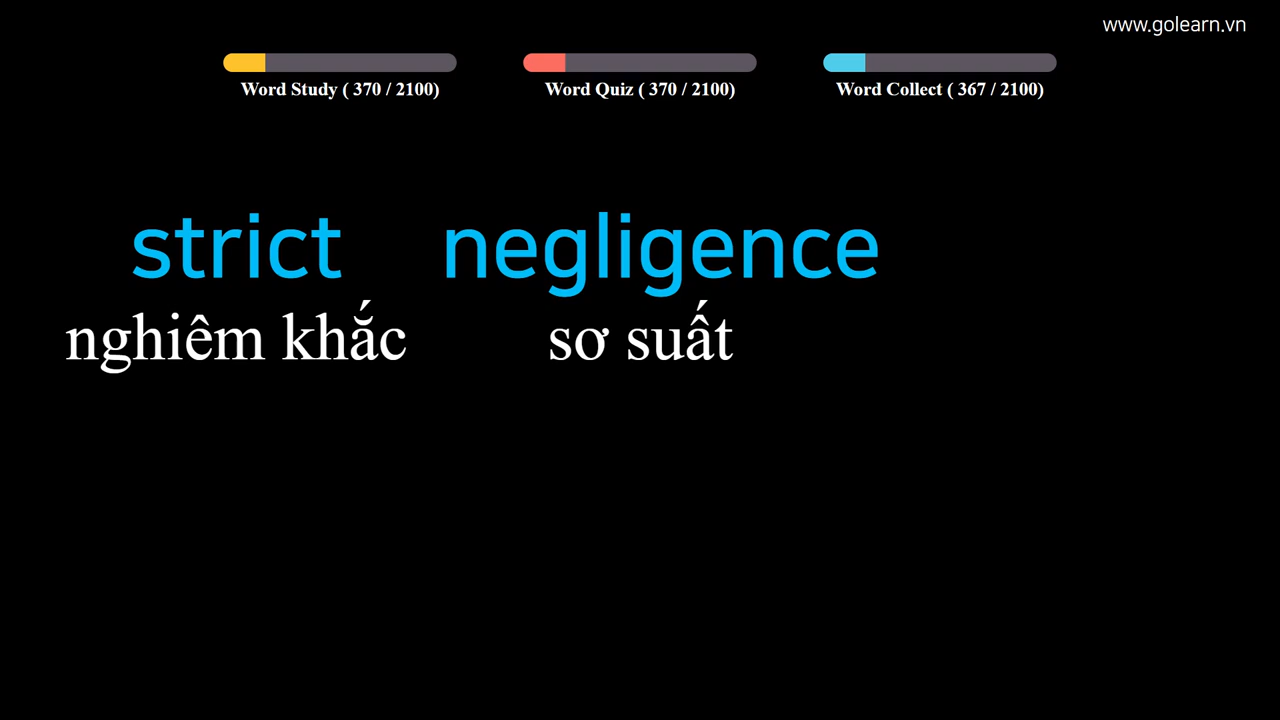 www.golearn.vn
Word Study ( 370 / 2100)
Word Quiz ( 370 / 2100)
Word Collect ( 367 / 2100)
strict negligence
nghiêm khắc sơ suất